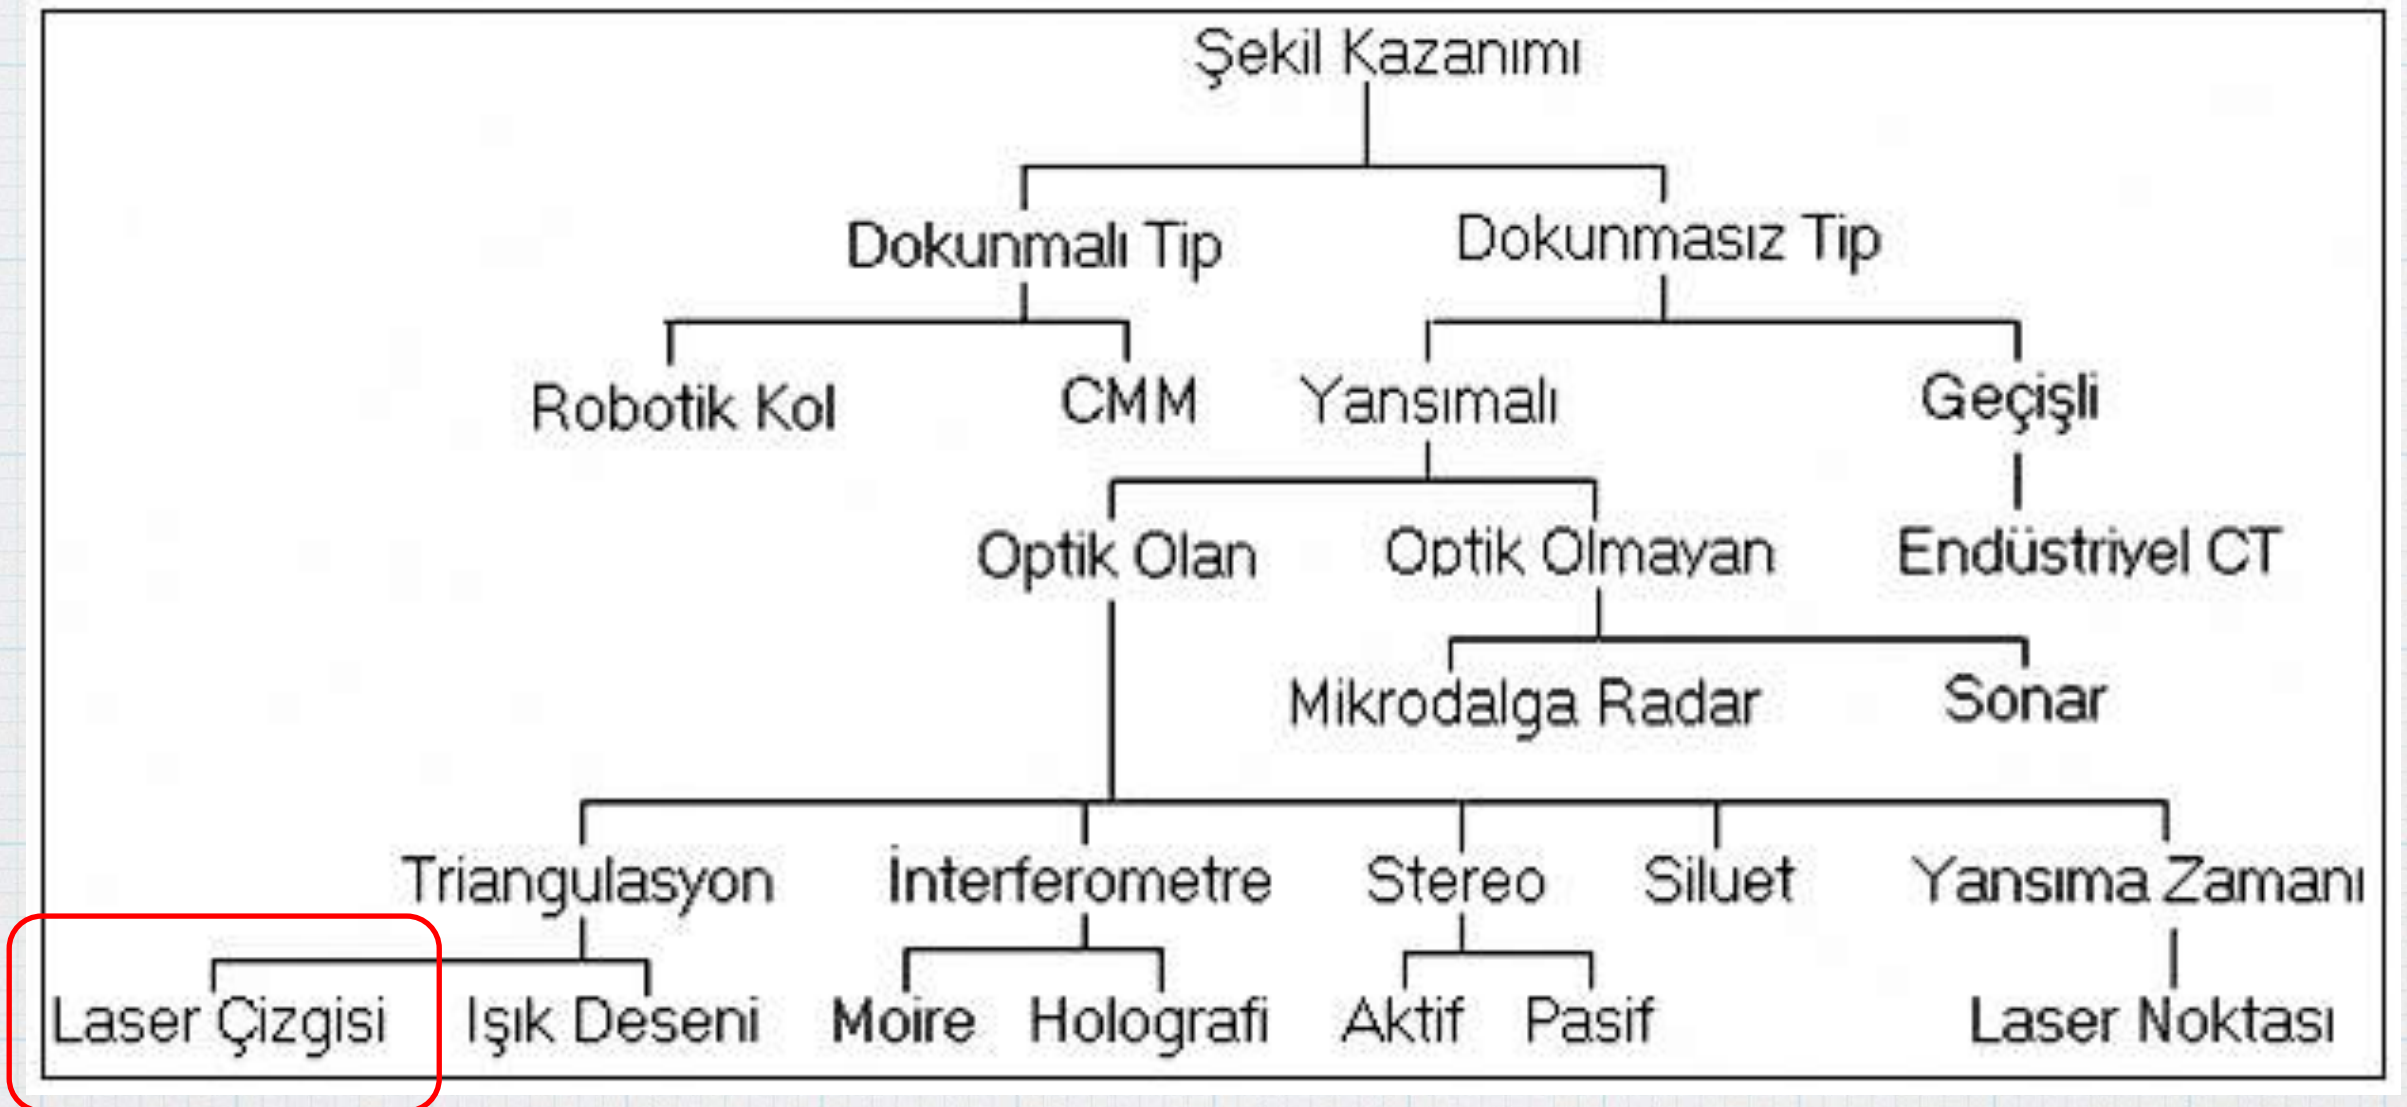 Şekil Kazanımı
Dokunmalı Tip
Dokunmasız Tip
Robotik Kol
CMM
Yansımalı
Geçişli
Optik Olan
Optik Olmayan
Endüstriyel CT
Mikrodalga Radar
Sonar
Triangulasyon
İnterferometre
Stereo
Siluet
Yansıma Zamanı
Laser Çizgisi
Işık Deseni
Moire
Holografi
Aktif
Pasif
Laser Noktası